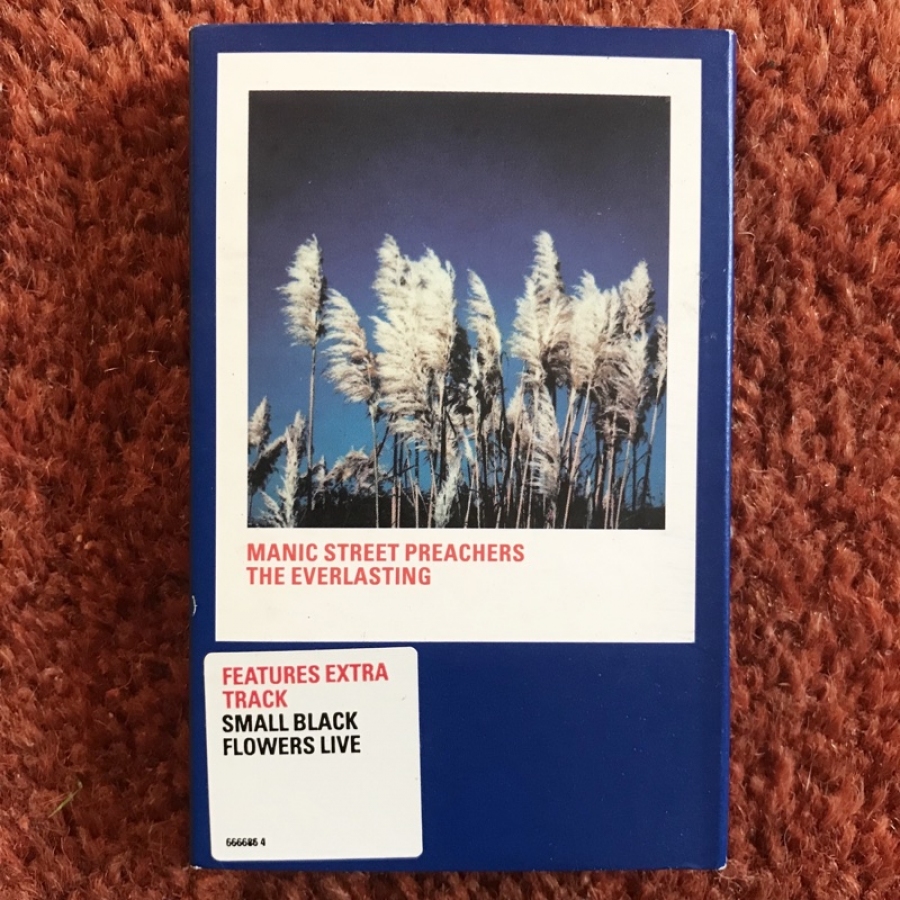 MANIC STREET PREACHERS
THE EVERLASTING
FEATURES EXTRA
TRACK
SMALL BLACK
FLOWERS LIVE
666686 4